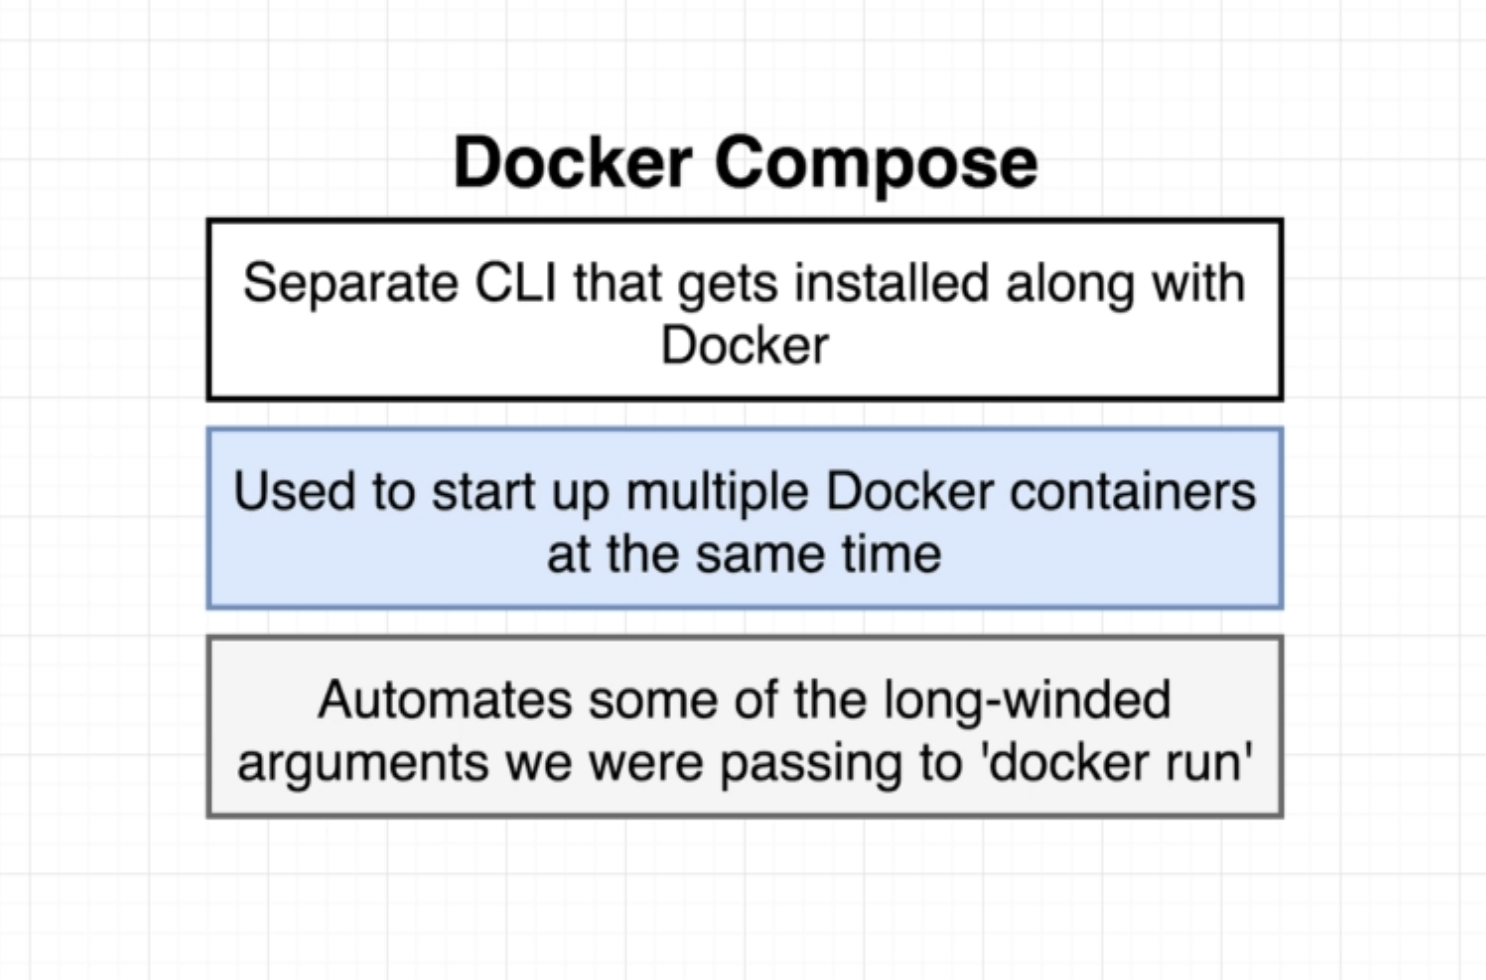 Docker Compose
Separate CLI that gets installed along with
Docker
Used to start up multiple Docker containers
at the same time
Automates some of the long-winded
arguments we were passing to 'docker run'